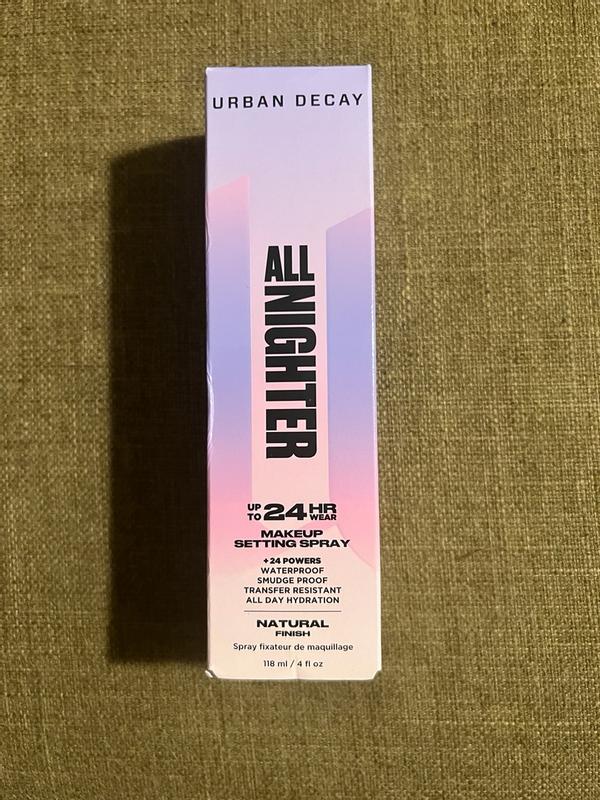 URBAN DECAY
ALL
NIGHTER
UP TO 24 HR WEAR
MAKEUP
SETTING SPRAY
+24 POWERS
WATERPROOF
SMUDGE PROOF
TRANSFER RESISTANT
ALL DAY HYDRATION
NATURAL
FINISH
Spray fixateur de maquillage
118 ml / 4 fl oz